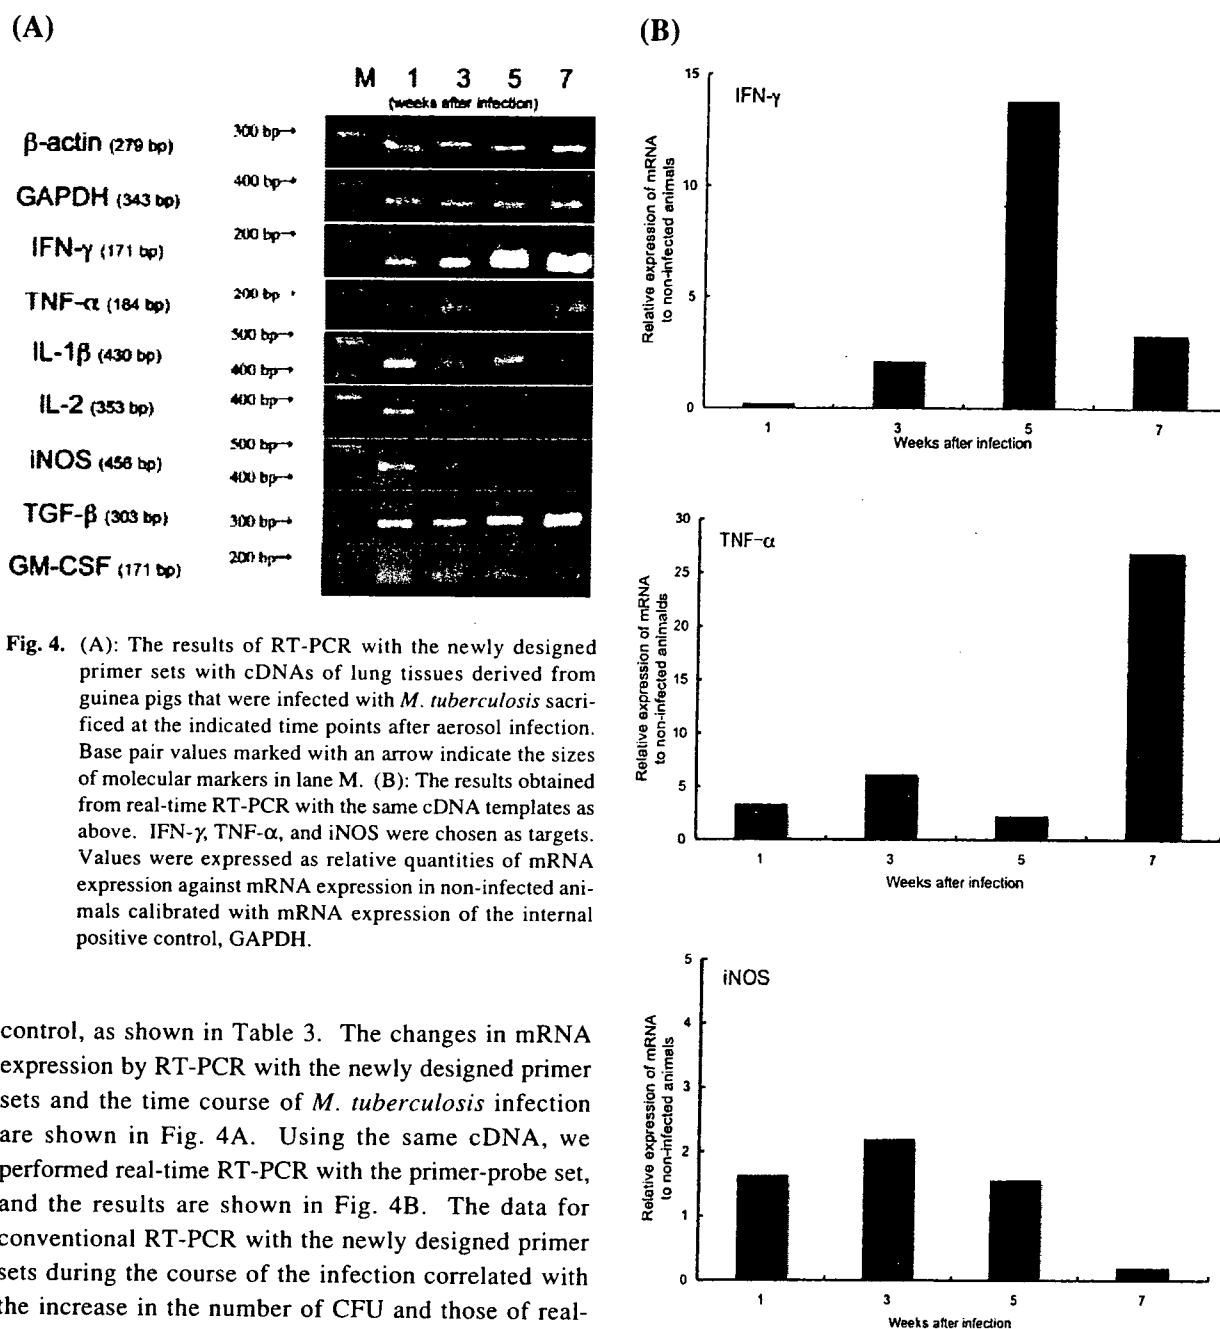 (A)
M 1 3 5 7
(weeks after infection)
β-actin (279 bp) 300 bp→
GAPDH (343 bp) 400 bp→
IFN-γ (171 bp) 200 bp→
TNF-α (184 bp) 200 bp
IL-1β (430 bp) 500 bp→
400 bp→
IL-2 (353 bp) 400 bp→
iNOS (456 bp) 500 bp→
400 bp→
TGF-β (303 bp) 300 bp→
GM-CSF (171 bp) 200 bp→
Fig. 4. (A): The results of RT-PCR with the newly designed
primer sets with cDNAs of lung tissues derived from
guinea pigs that were infected with M. tuberculosis sacri-
ficed at the indicated time points after aerosol infection.
Base pair values marked with an arrow indicate the sizes
of molecular markers in lane M. (B): The results obtained
from real-time RT-PCR with the same cDNA templates as
above. IFN-γ, TNF-α, and iNOS were chosen as targets.
Values were expressed as relative quantities of mRNA
expression against mRNA expression in non-infected ani-
mals calibrated with mRNA expression of the internal
positive control, GAPDH.
control, as shown in Table 3. The changes in mRNA
expression by RT-PCR with the newly designed primer
sets and the time course of M. tuberculosis infection
are shown in Fig. 4A. Using the same cDNA, we
performed real-time RT-PCR with the primer-probe set,
and the results are shown in Fig. 4B. The data for
conventional RT-PCR with the newly designed primer
sets during the course of the infection correlated with
the increase in the number of CFU and those of real-
(B)
IFN-γ
Relative expression of mRNA
to non-infected animals
15
10
5
0
1 3 5 7
Weeks after infection
TNF-α
Relative expression of mRNA
to non-infected animalds
30
25
20
15
10
5
0
1 3 5 7
Weeks after infection
iNOS
Relative expression of mRNA
to non-infected animals
5
4
3
2
1
0
1 3 5 7
Weeks after infection